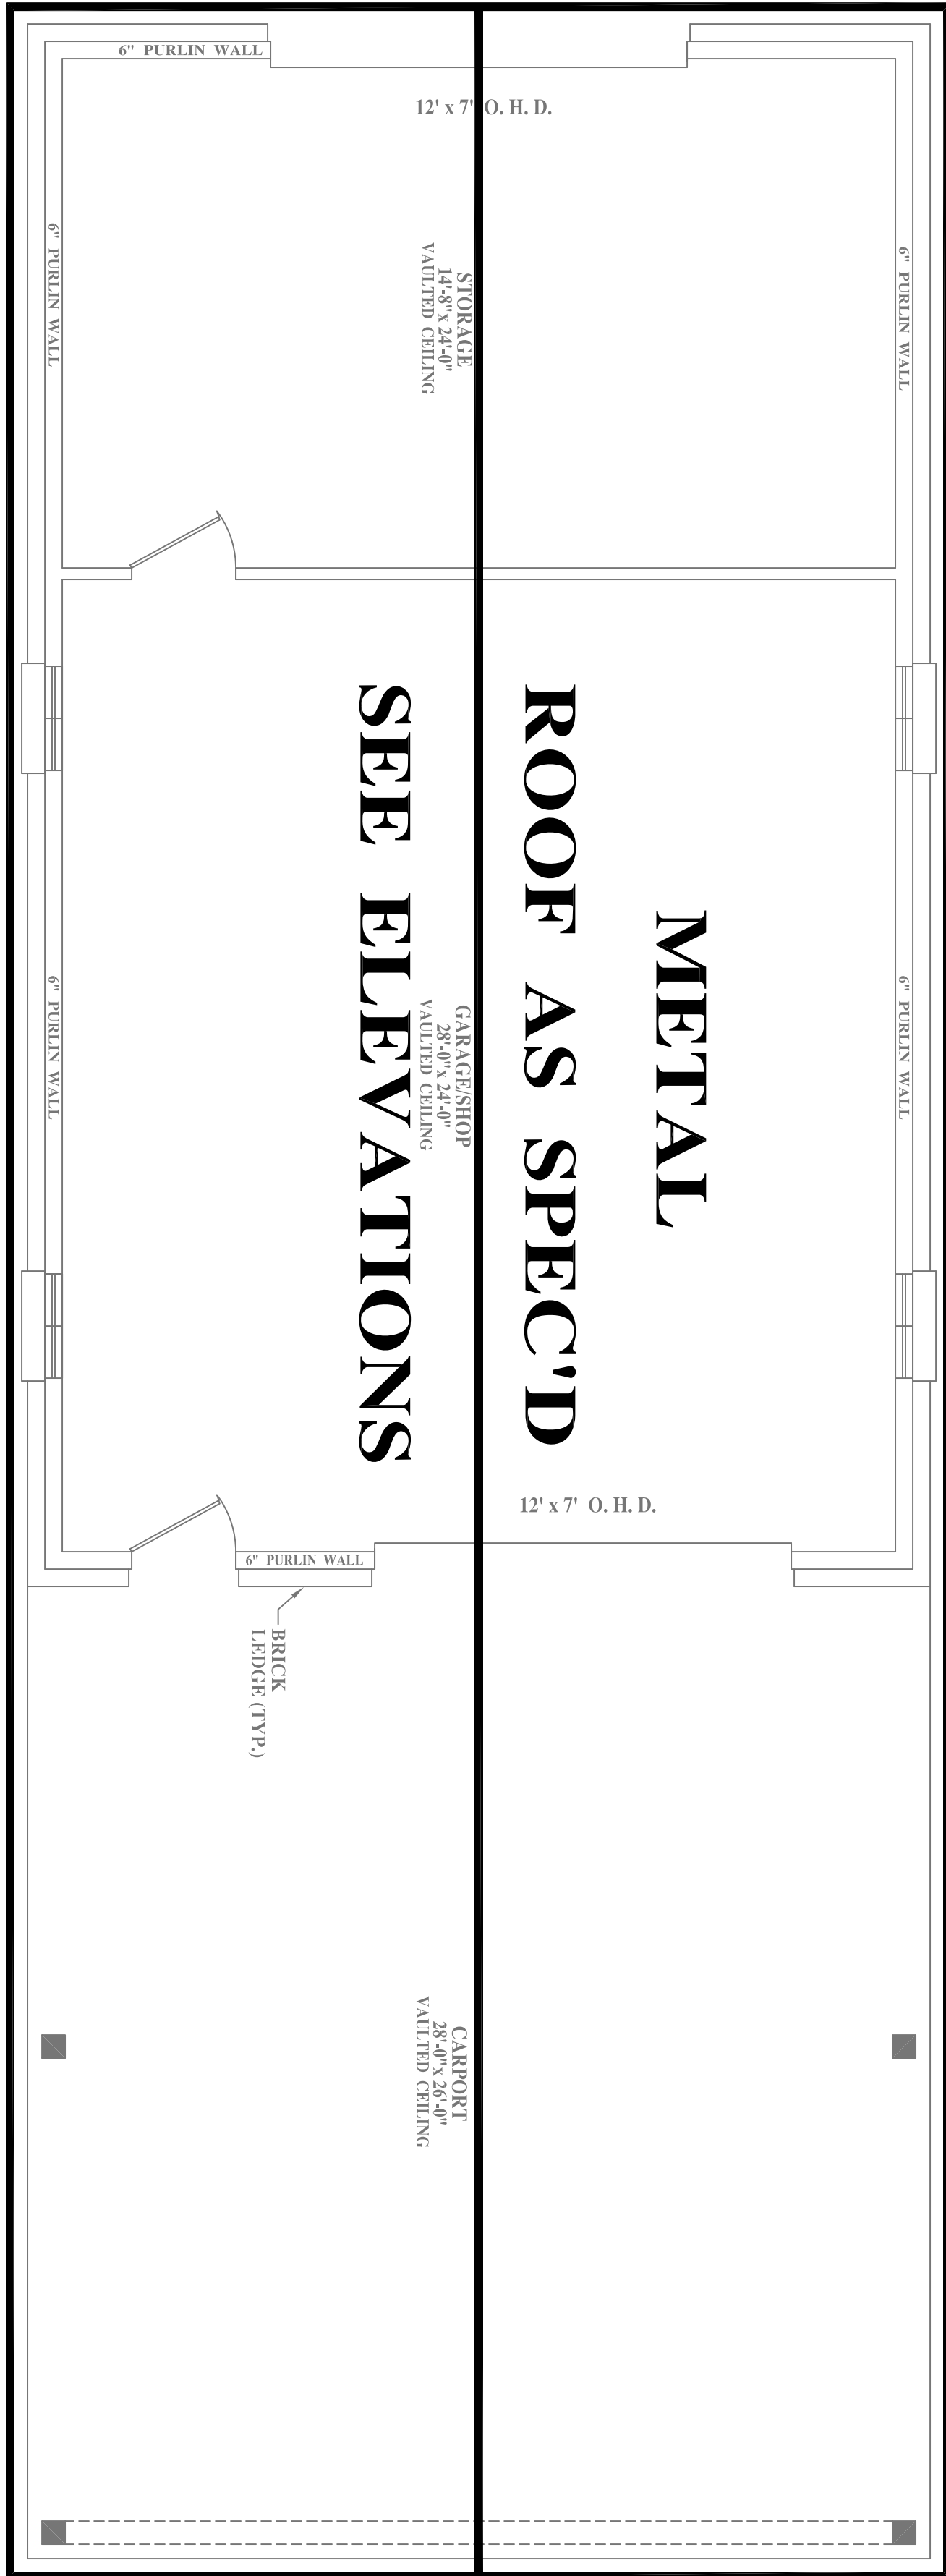 6" PURLIN WALL
12' x 7' O. H. D.
6" PURLIN WALL
6" PURLIN WALL
STORAGE
14'-8"x 24'-0"
VAULTED CEILING
METAL
ROOF AS SPEC'D
SEE ELEVATIONS
GARAGE/SHOP
28'-0"x 24'-0"
VAULTED CEILING
6" PURLIN WALL
6" PURLIN WALL
12' x 7' O. H. D.
6" PURLIN WALL
BRICK
LEDGE (TYP.)
CARPORT
28'-0"x 26'-0"
VAULTED CEILING